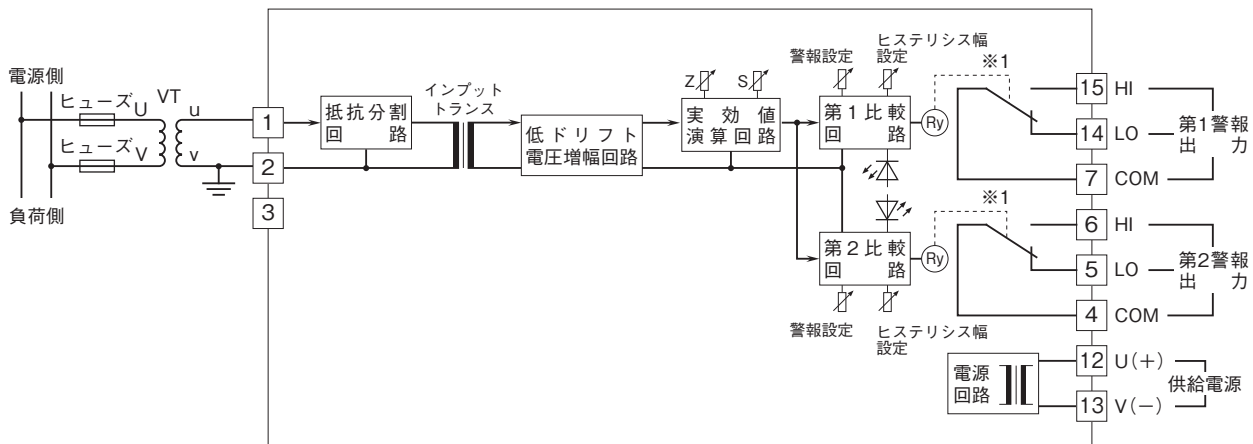 電源側
ヒューズ U VT u
ヒューズ V v
負荷側
1
2
3
抵抗分割
回路
インプット
トランス
低ドリフト
電圧増幅回路
Z S
実効値
演算回路
警報設定
ヒステリシス幅
設定
第1比較
回路
Ry
※1
15 HI
14 LO
7 COM
第1警報
出力
第2比較
回路
Ry
※1
6 HI
5 LO
4 COM
第2警報
出力
警報設定
ヒステリシス幅
設定
電源
回路
12 U(+)
13 V(−)
供給電源